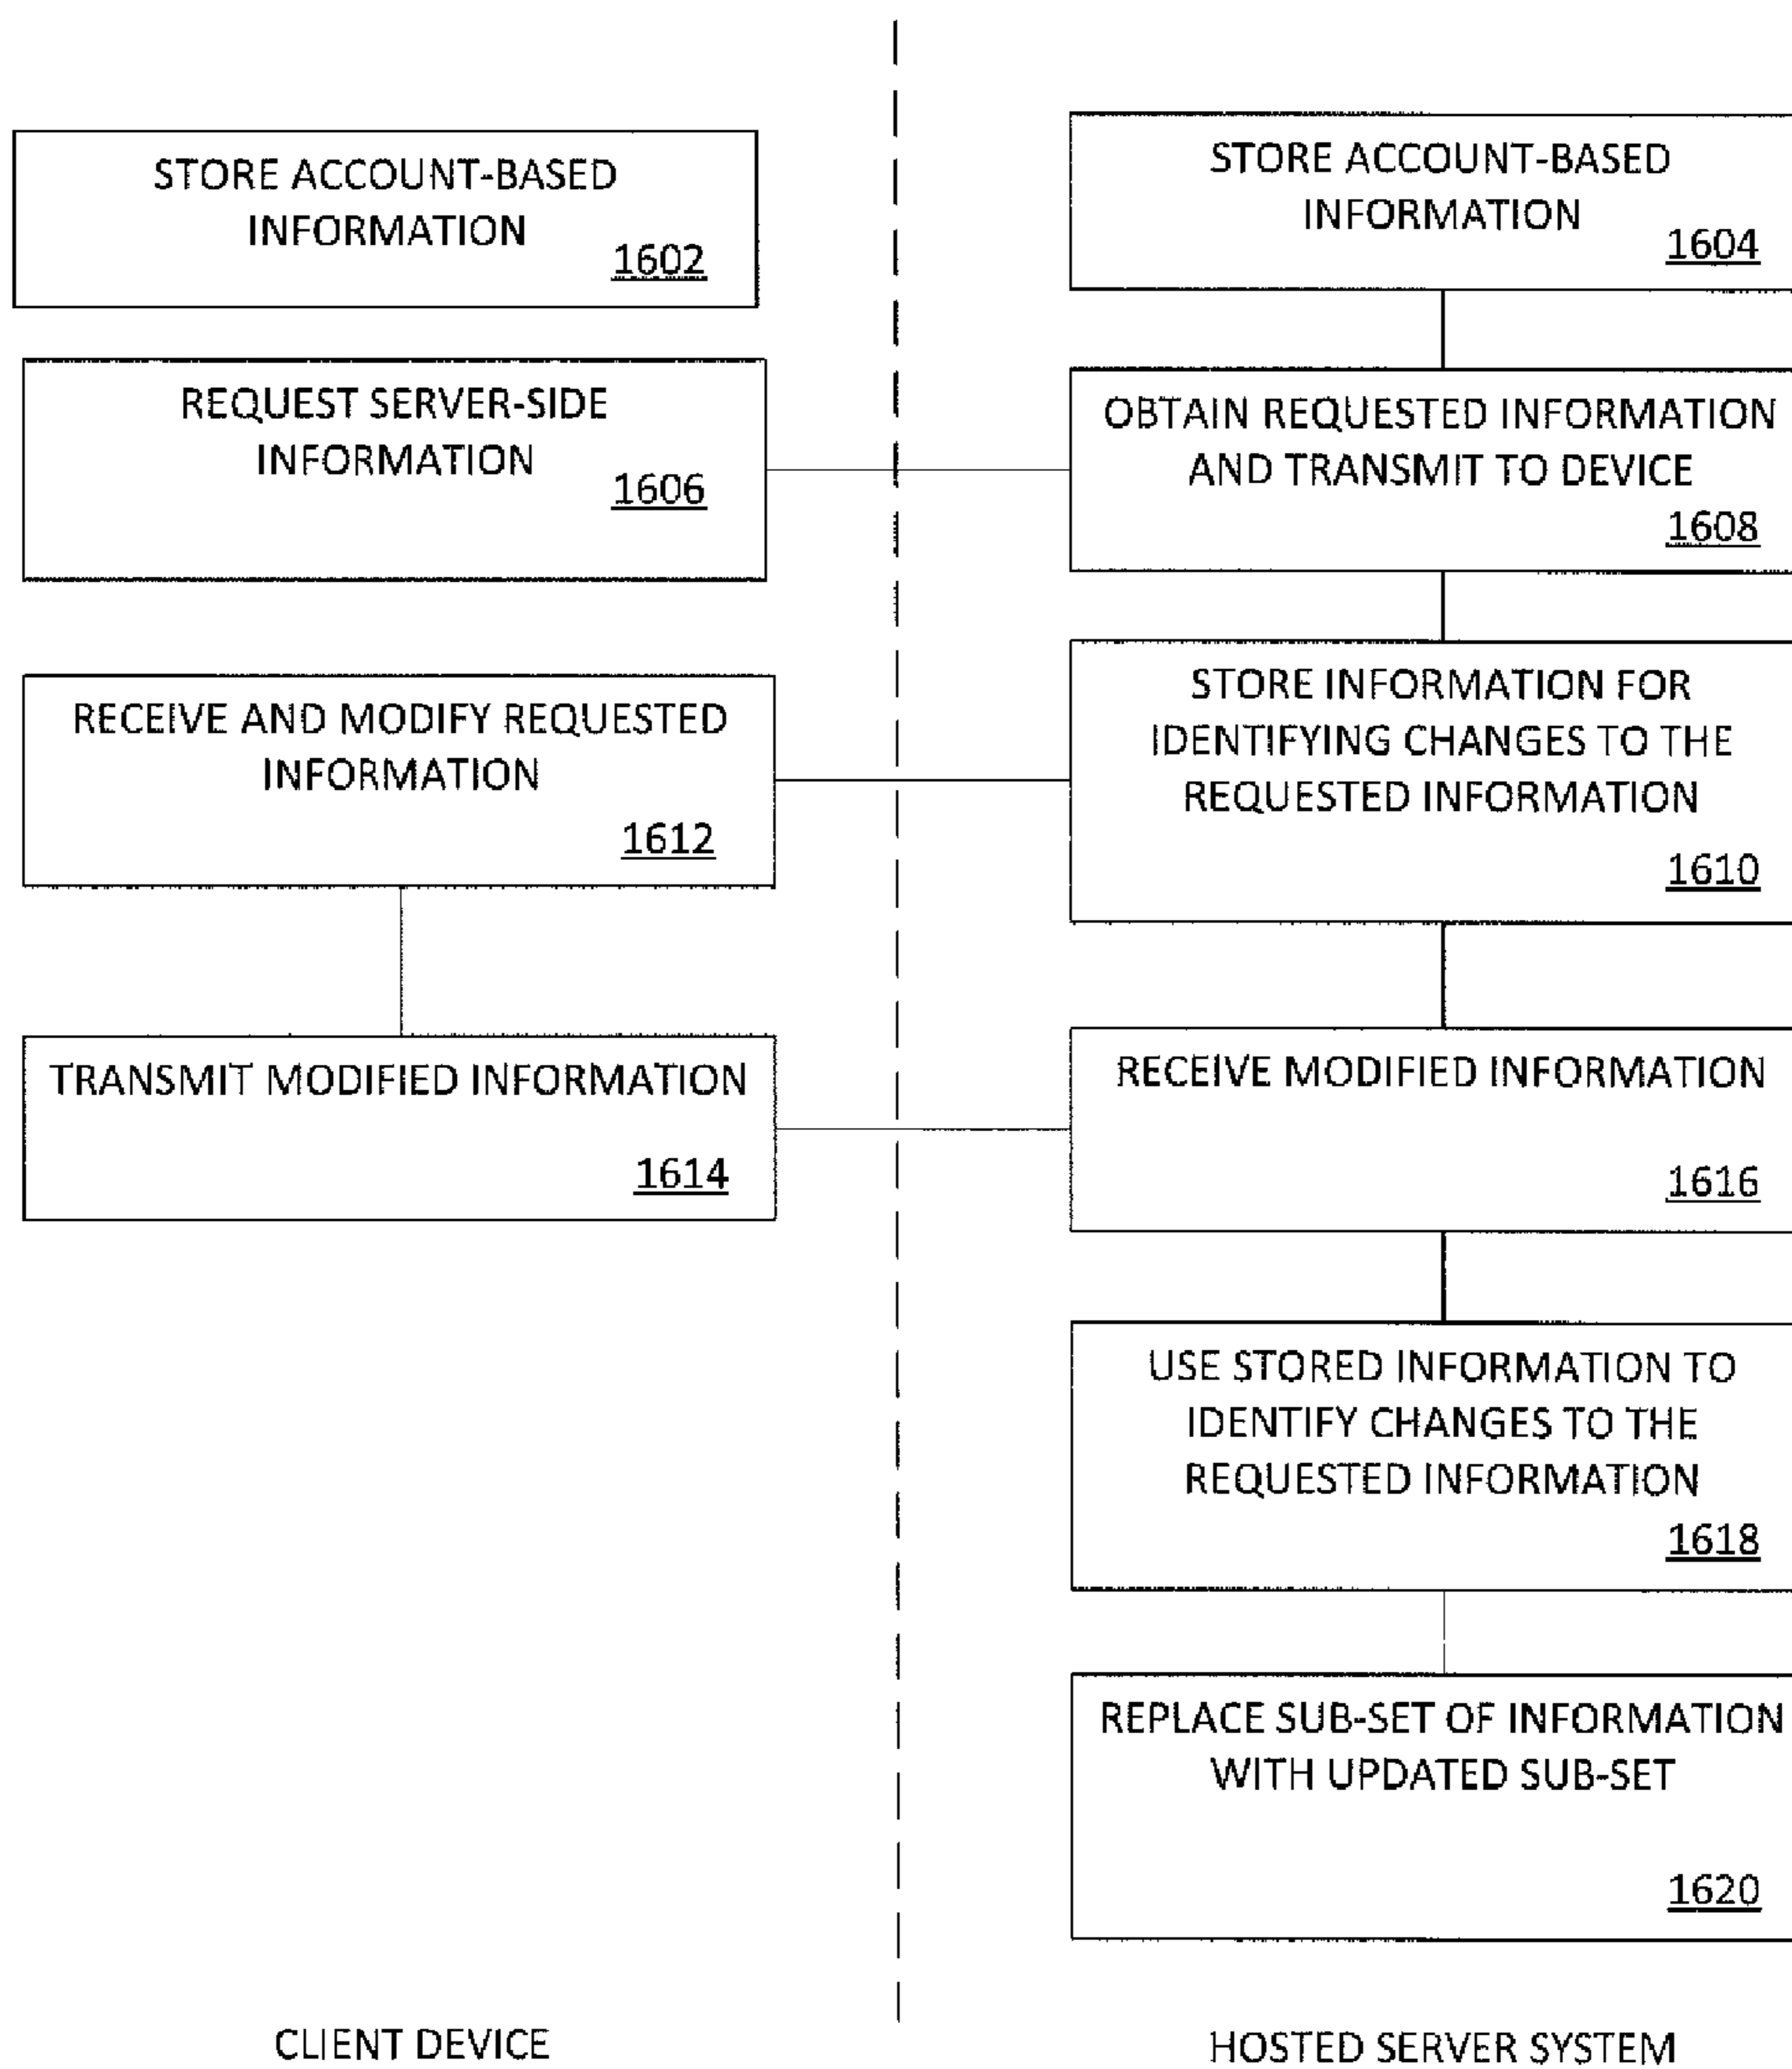 STORE ACCOUNT-BASED
INFORMATION
1602
STORE ACCOUNT-BASED
INFORMATION
1604
REQUEST SERVER-SIDE
INFORMATION
1606
OBTAIN REQUESTED INFORMATION
AND TRANSMIT TO DEVICE
1608
RECEIVE AND MODIFY REQUESTED
INFORMATION
1612
STORE INFORMATION FOR
IDENTIFYING CHANGES TO THE
REQUESTED INFORMATION
1610
TRANSMIT MODIFIED INFORMATION
1614
RECEIVE MODIFIED INFORMATION
1616
USE STORED INFORMATION TO
IDENTIFY CHANGES TO THE
REQUESTED INFORMATION
1618
REPLACE SUB-SET OF INFORMATION
WITH UPDATED SUB-SET
1620
CLIENT DEVICE
HOSTED SERVER SYSTEM